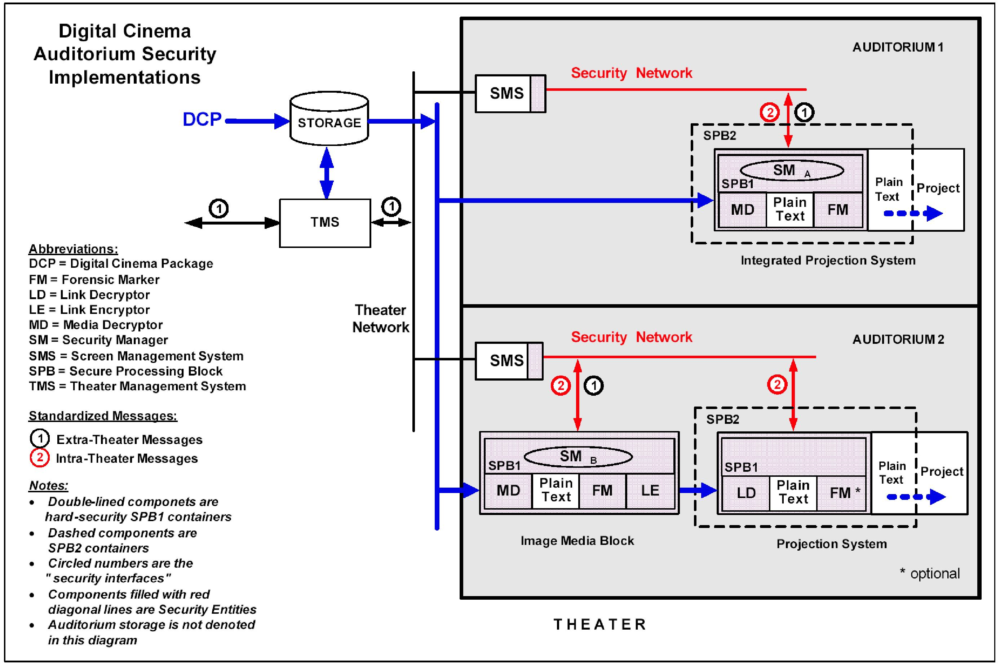 Digital Cinema
Auditorium Security
Implementations
DCP
STORAGE
1
TMS
1
Theater
Network
Abbreviations:
DCP = Digital Cinema Package
FM = Forensic Marker
LD = Link Decryptor
LE = Link Encryptor
MD = Media Decryptor
SM = Security Manager
SMS = Screen Management System
SPB = Secure Processing Block
TMS = Theater Management System
Standardized Messages:
1 Extra-Theater Messages
2 Intra-Theater Messages
Notes:
• Double-lined componets are
hard-security SPB1 containers
• Dashed components are
SPB2 containers
• Circled numbers are the
"security interfaces"
• Components filled with red
diagonal lines are Security Entities
• Auditorium storage is not denoted
in this diagram
AUDITORIUM 1
Security Network
SMS
2 1
SPB2
SM A
SPB1
MD
Plain
Text
FM
Plain
Text
Project
Integrated Projection System
AUDITORIUM 2
Security Network
SMS
2 1
2
SM B
SPB1
MD
Plain
Text
FM
LE
Image Media Block
SPB2
SPB1
LD
Plain
Text
FM *
Plain
Text
Project
Projection System
* optional
THEATER